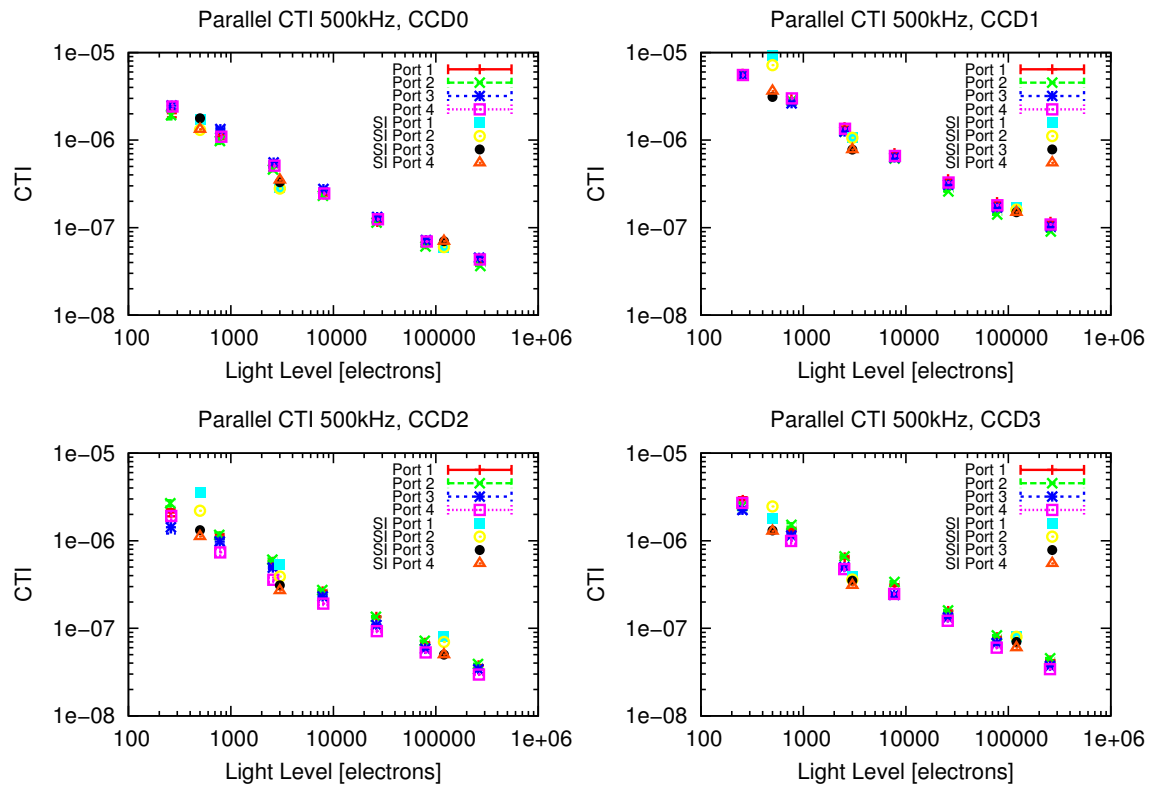 Parallel CTI 500kHz, CCD0
CTI
1e−05
1e−06
1e−07
1e−08
100
1000
10000
100000
1e+06
Light Level [electrons]
Port 1
Port 2
Port 3
Port 4
SI Port 1
SI Port 2
SI Port 3
SI Port 4
Parallel CTI 500kHz, CCD1
CTI
1e−05
1e−06
1e−07
1e−08
100
1000
10000
100000
1e+06
Light Level [electrons]
Port 1
Port 2
Port 3
Port 4
SI Port 1
SI Port 2
SI Port 3
SI Port 4
Parallel CTI 500kHz, CCD2
CTI
1e−05
1e−06
1e−07
1e−08
100
1000
10000
100000
1e+06
Light Level [electrons]
Port 1
Port 2
Port 3
Port 4
SI Port 1
SI Port 2
SI Port 3
SI Port 4
Parallel CTI 500kHz, CCD3
CTI
1e−05
1e−06
1e−07
1e−08
100
1000
10000
100000
1e+06
Light Level [electrons]
Port 1
Port 2
Port 3
Port 4
SI Port 1
SI Port 2
SI Port 3
SI Port 4